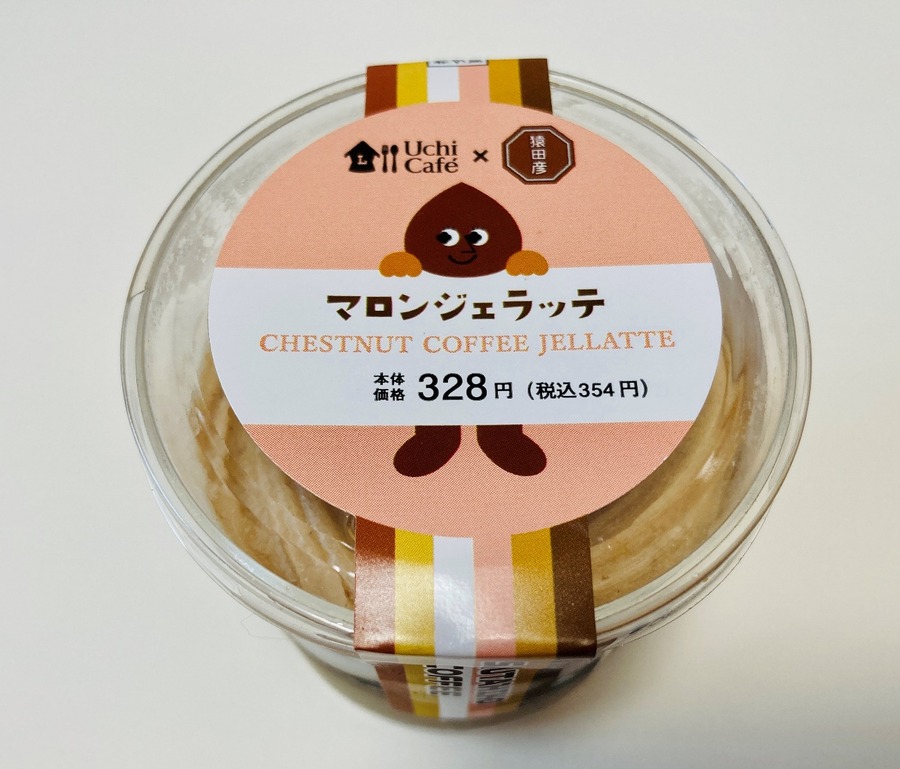 Uchi
Café
×
猿田彦
L
マロンジェラッテ
CHESTNUT COFFEE JELLATTE
本体
価格 328円 (税込354円)
COFFEE